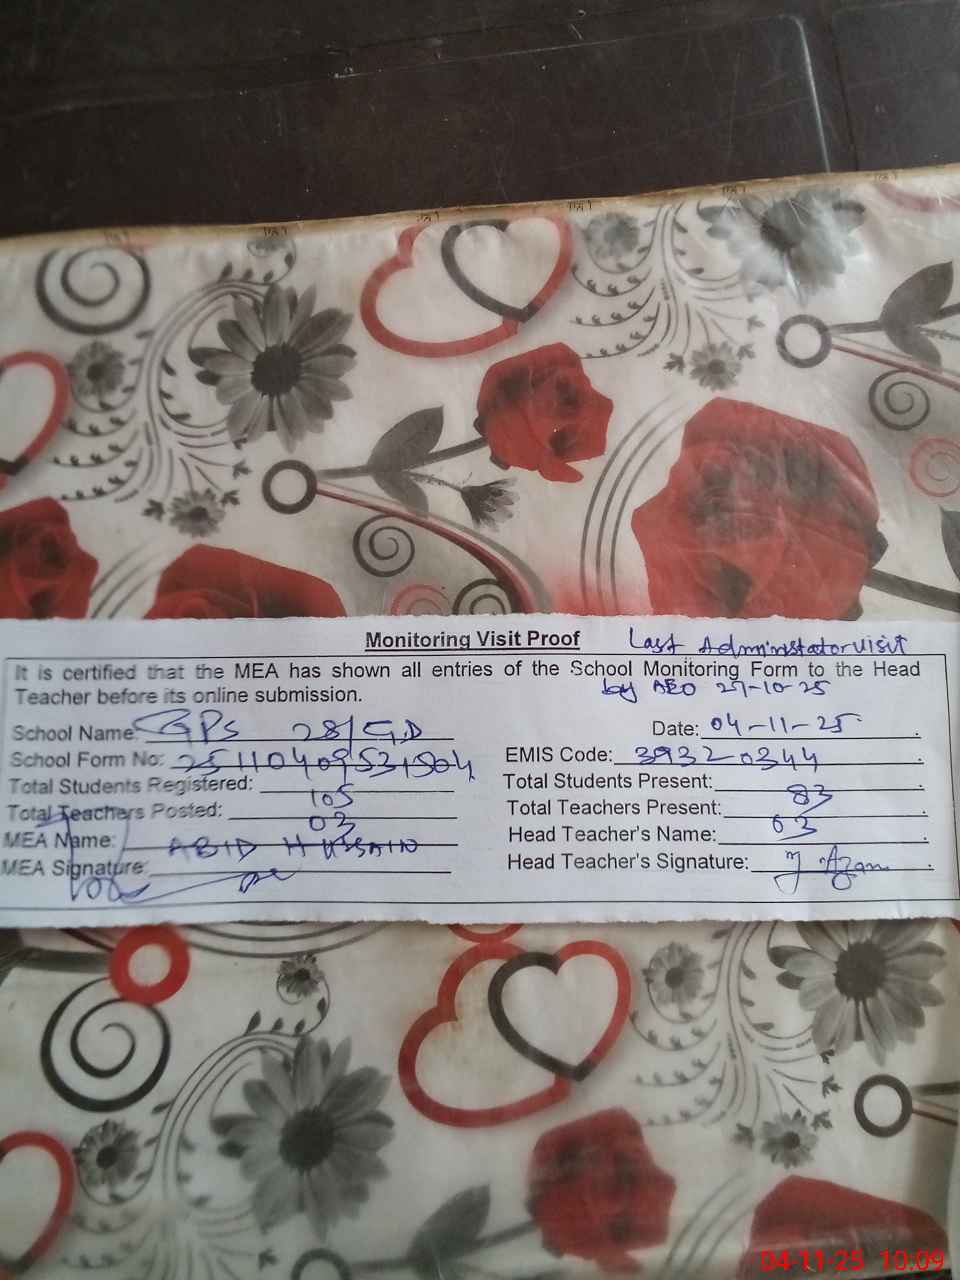 Monitoring Visit Proof Last Adminstator visit
It is certified that the MEA has shown all entries of the School Monitoring Form to the Head
Teacher before its online submission. by AEO 27-10-25
School Name: GPS 28/G.D Date: 04-11-25
School Form No: EMIS Code: 39320344
Total Students Registered: 105 Total Students Present: 83
Total Teachers Posted: 03 Total Teachers Present: 03
MEA Name: ABID HUSSAIN Head Teacher's Name:
MEA Signature: Head Teacher's Signature: M Azam
04-11-25 10:09